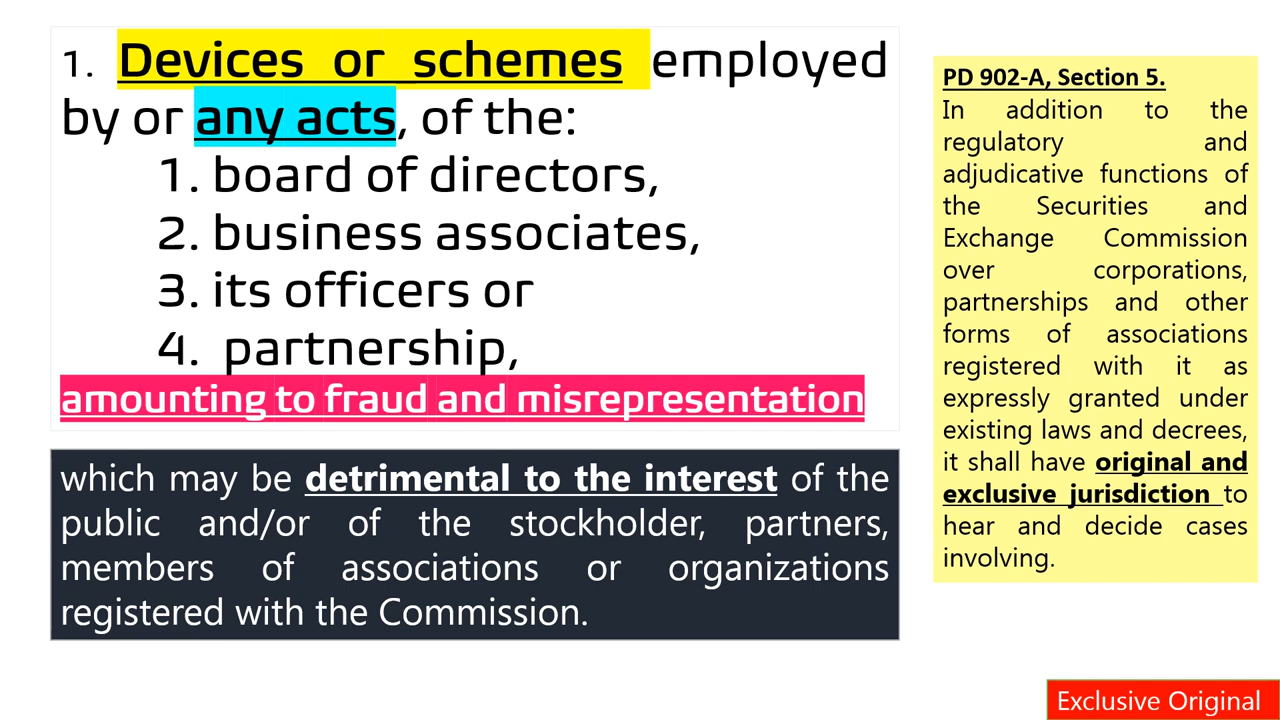 1. Devices or schemes employed
by or any acts, of the:
1. board of directors,
2. business associates,
3. its officers or
4. partnership,
amounting to fraud and misrepresentation
which may be detrimental to the interest of the
public and/or of the stockholder, partners,
members of associations or organizations
registered with the Commission.
PD 902-A, Section 5.
In addition to the
regulatory and
adjudicative functions of
the Securities and
Exchange Commission
over corporations,
partnerships and other
forms of associations
registered with it as
expressly granted under
existing laws and decrees,
it shall have original and
exclusive jurisdiction to
hear and decide cases
involving.
Exclusive Original